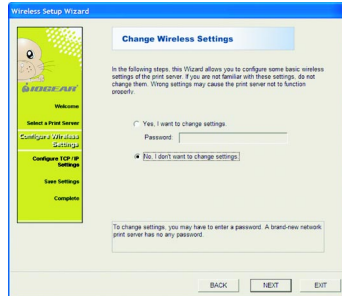 Wireless Setup Wizard
IOGEAR
Welcome
Select a Print Server
Configure Wireless
Settings
Configure TCP / IP
Settings
Save Settings
Complete
Change Wireless Settings
In the following steps, this Wizard allows you to configure some basic wireless
settings of the print server. If you are not familiar with these settings, do not
change them. Wrong settings may cause the print server not to function
properly.
Yes, I want to change settings.
Password:
No. I don't want to change settings.
To change settings, you may have to enter a password. A brand-new network
print server has no any password.
BACK
NEXT
EXIT